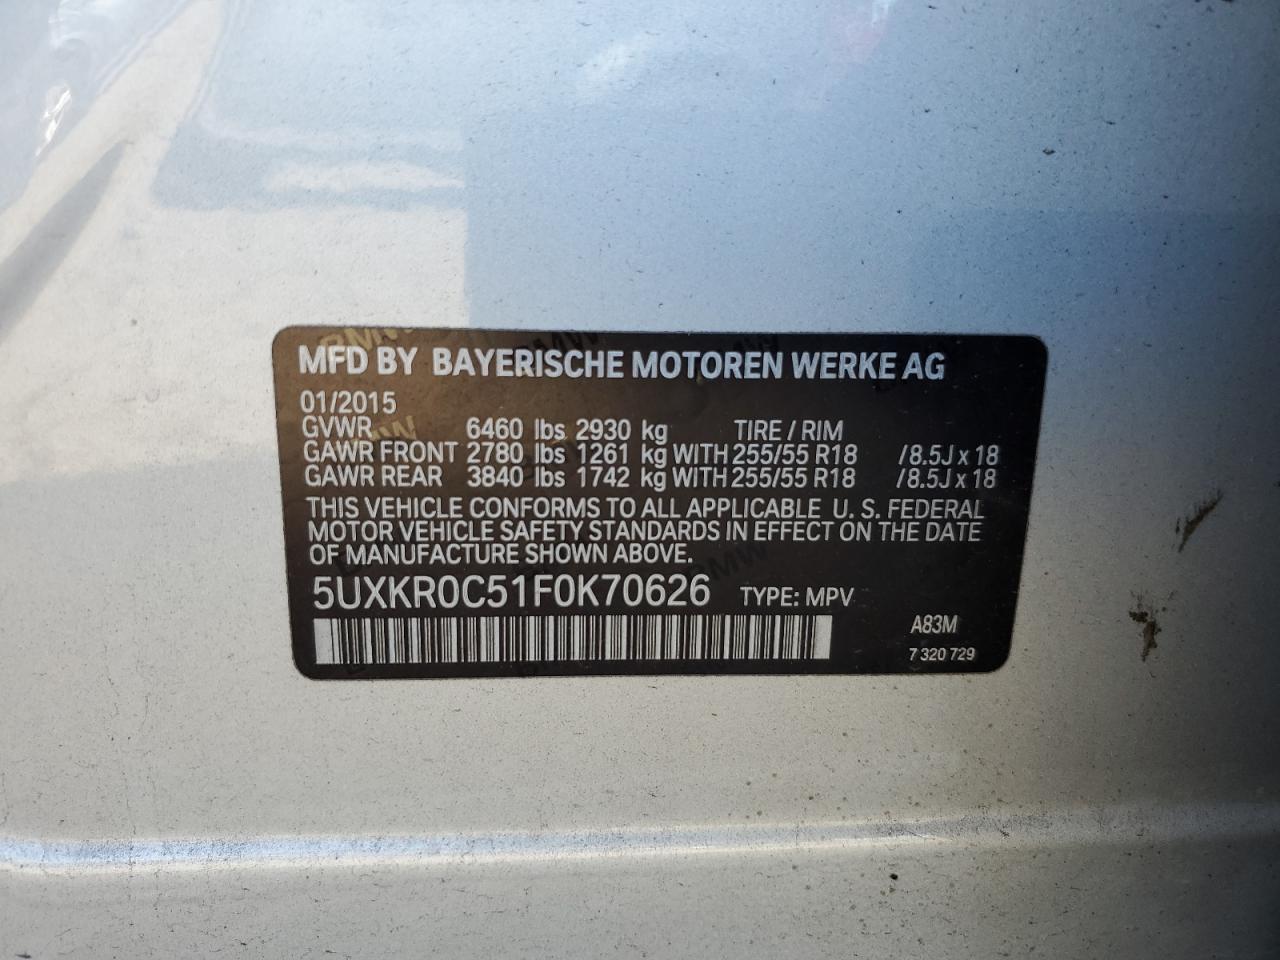 MFD BY BAYERISCHE MOTOREN WERKE AG
01/2015
GVWR 6460 lbs 2930 kg TIRE / RIM
GAWR FRONT 2780 lbs 1261 kg WITH 255/55 R18 /8.5J x 18
GAWR REAR 3840 lbs 1742 kg WITH 255/55 R18 /8.5J x 18
THIS VEHICLE CONFORMS TO ALL APPLICABLE U. S. FEDERAL
MOTOR VEHICLE SAFETY STANDARDS IN EFFECT ON THE DATE
OF MANUFACTURE SHOWN ABOVE.
5UXKR0C51F0K70626 TYPE: MPV
A83M
7 320 729